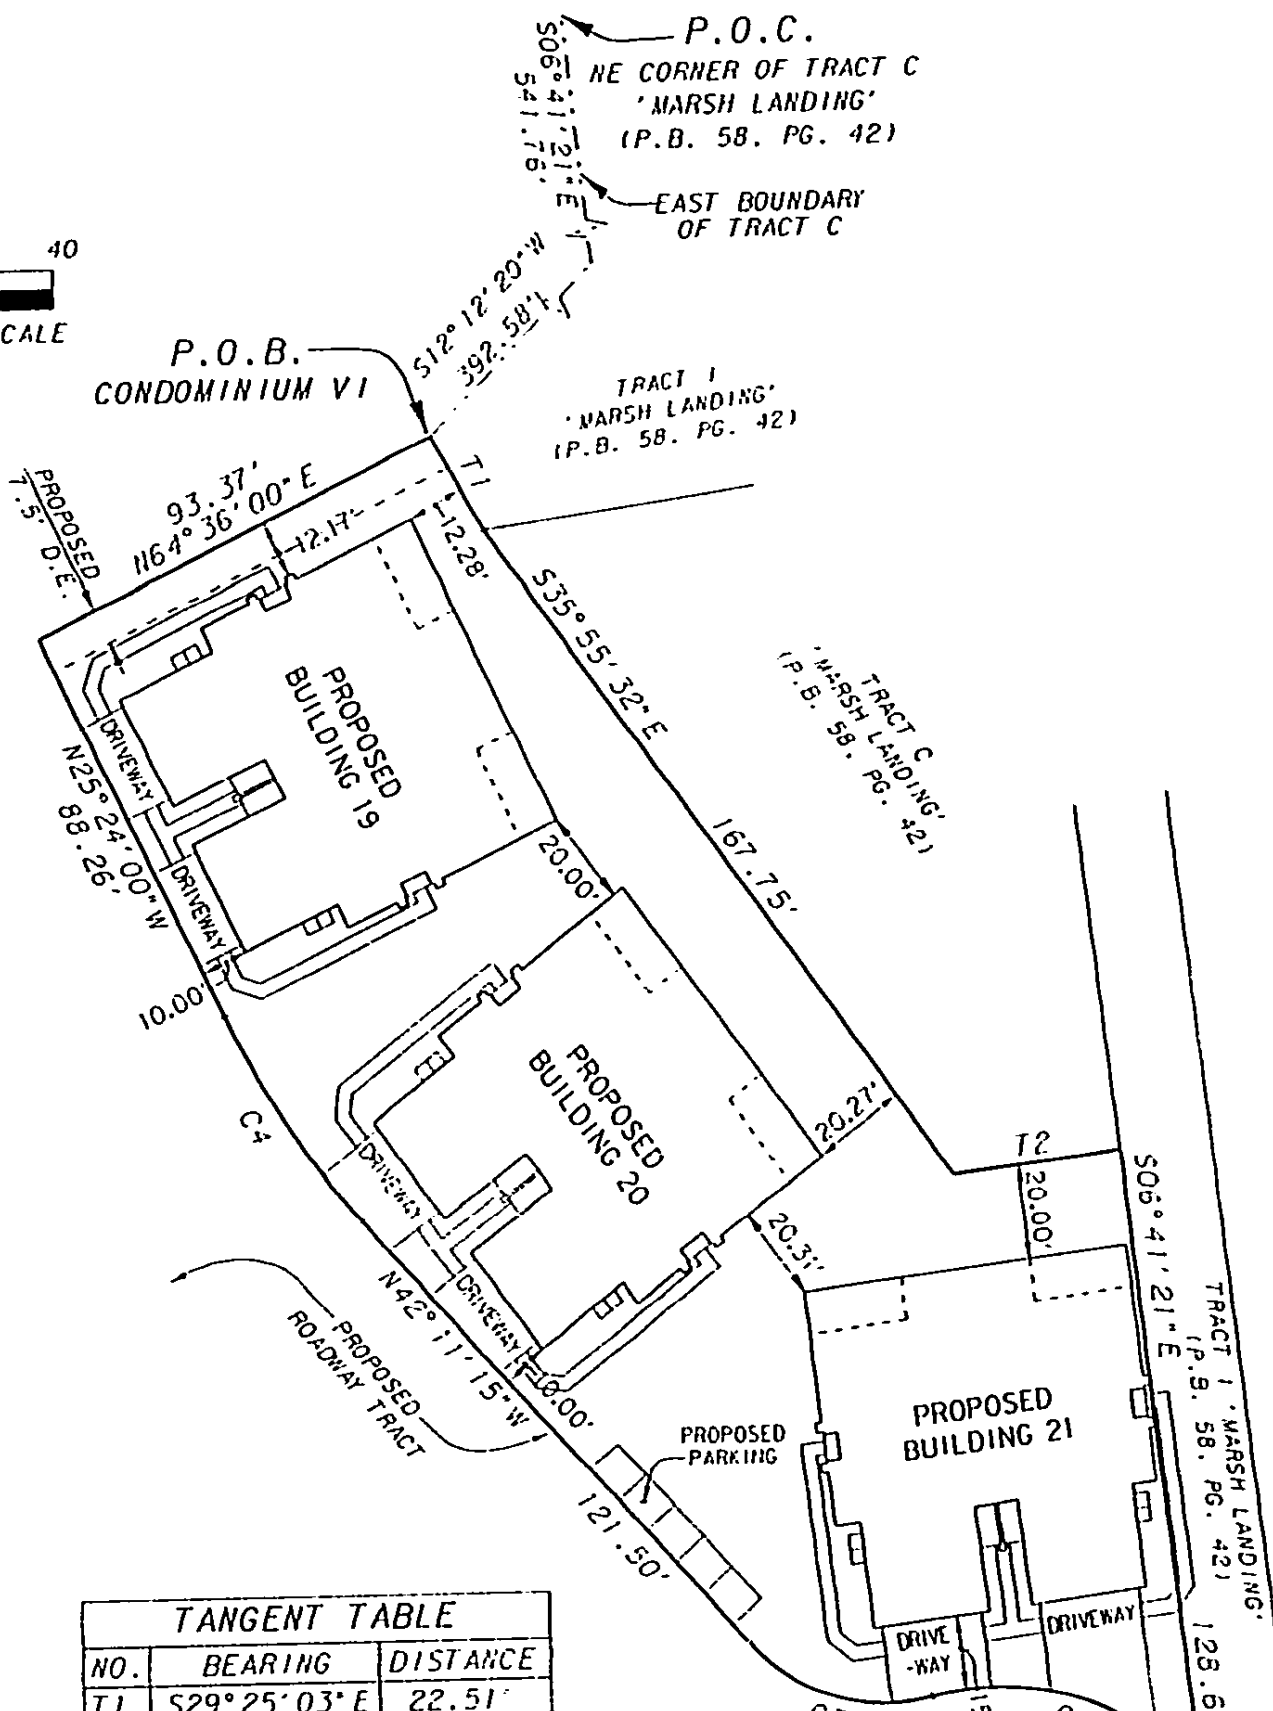 P.O.C.
NE CORNER OF TRACT C
'MARSH LANDING'
(P.B. 58. PG. 42)
S06°41'21"E
541.76'
EAST BOUNDARY
OF TRACT C
40
CALE
S12°12'20"W
392.58'
P.O.B.
CONDOMINIUM VI
TRACT 1
'MARSH LANDING'
(P.B. 58. PG. 42)
T1
93.37'
N64°36'00"E
PROPOSED
7.5' D.E.
12.17'
12.28'
S35°55'32"E
167.75'
TRACT C
'MARSH LANDING'
(P.B. 58. PG. 42)
PROPOSED
BUILDING 19
DRIVEWAY
N25°24'00"W
88.26'
DRIVEWAY
20.00'
10.00'
C4
PROPOSED
BUILDING 20
20.27'
DRIVEWAY
T2
20.00'
S06°41'21"E
20.31'
DRIVEWAY
N42°11'15"W
121.50'
10.00'
PROPOSED
ROADWAY TRACT
PROPOSED
PARKING
PROPOSED
BUILDING 21
TRACT 1 'MARSH LANDING'
(P.B. 58. PG. 42)
128.6
DRIVE
-WAY
DRIVEWAY
TANGENT TABLE
NO. BEARING DISTANCE
T1 S29°25'03"E 22.51'